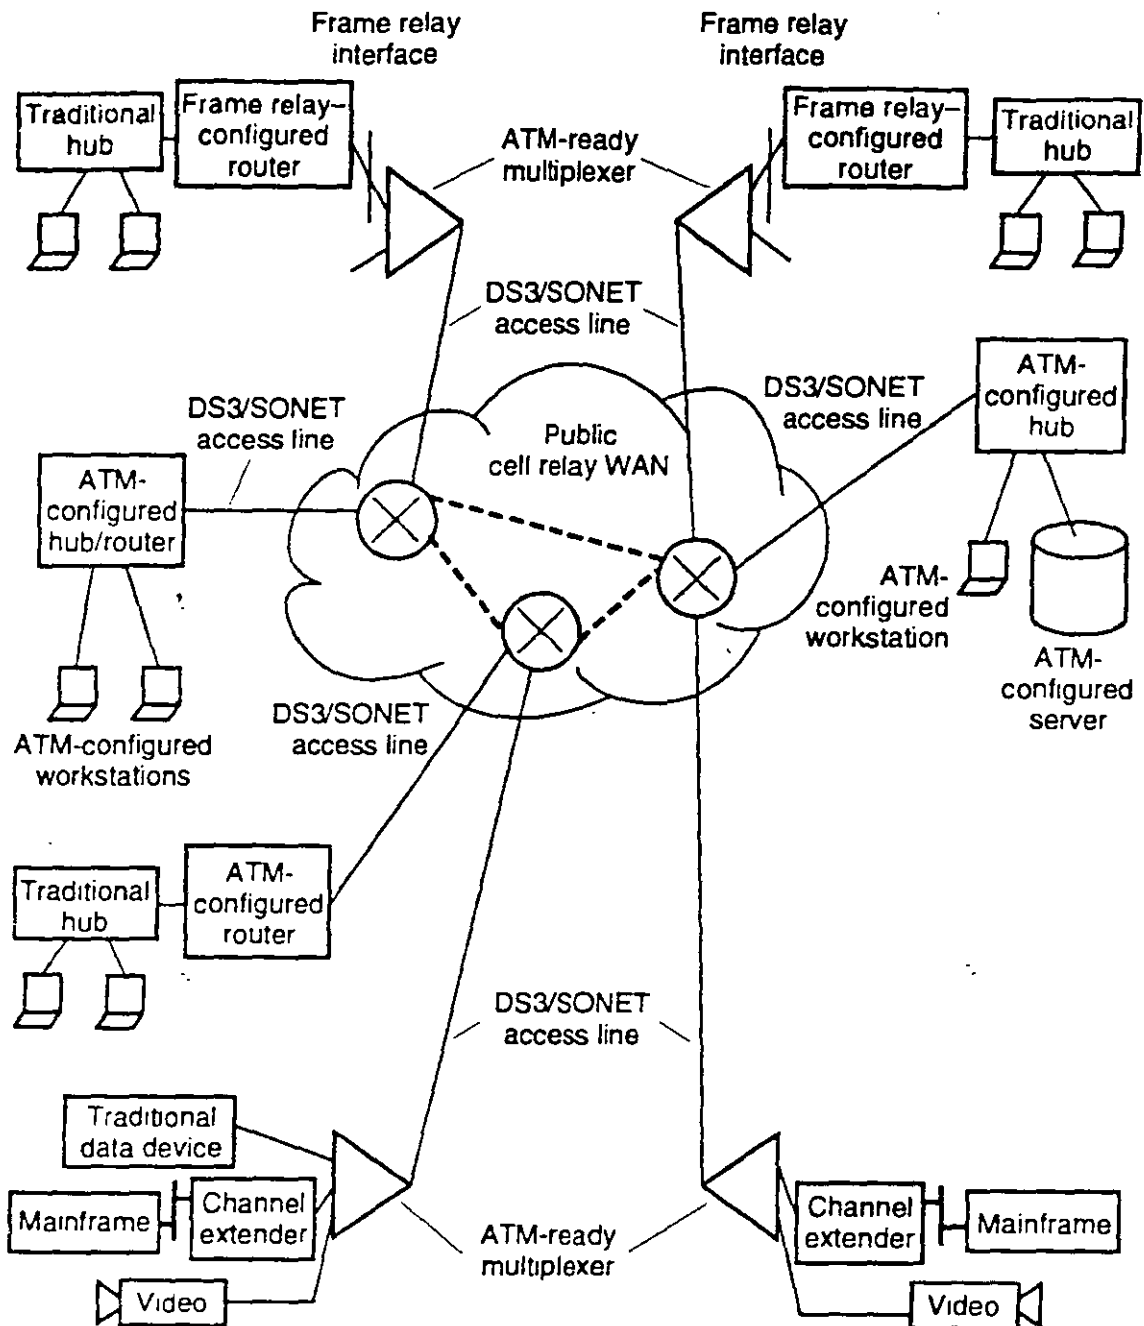 Frame relay
interface
Frame relay
interface
Traditional
hub
Frame relay–
configured
router
ATM-ready
multiplexer
Frame relay–
configured
router
Traditional
hub
DS3/SONET
access line
DS3/SONET
access line
Public
cell relay WAN
DS3/SONET
access line
ATM-
configured
hub
ATM-
configured
hub/router
ATM-
configured
workstation
ATM-
configured
server
ATM-configured
workstations
DS3/SONET
access line
Traditional
hub
ATM-
configured
router
DS3/SONET
access line
Traditional
data device
Mainframe
Channel
extender
Video
ATM-ready
multiplexer
Channel
extender
Mainframe
Video